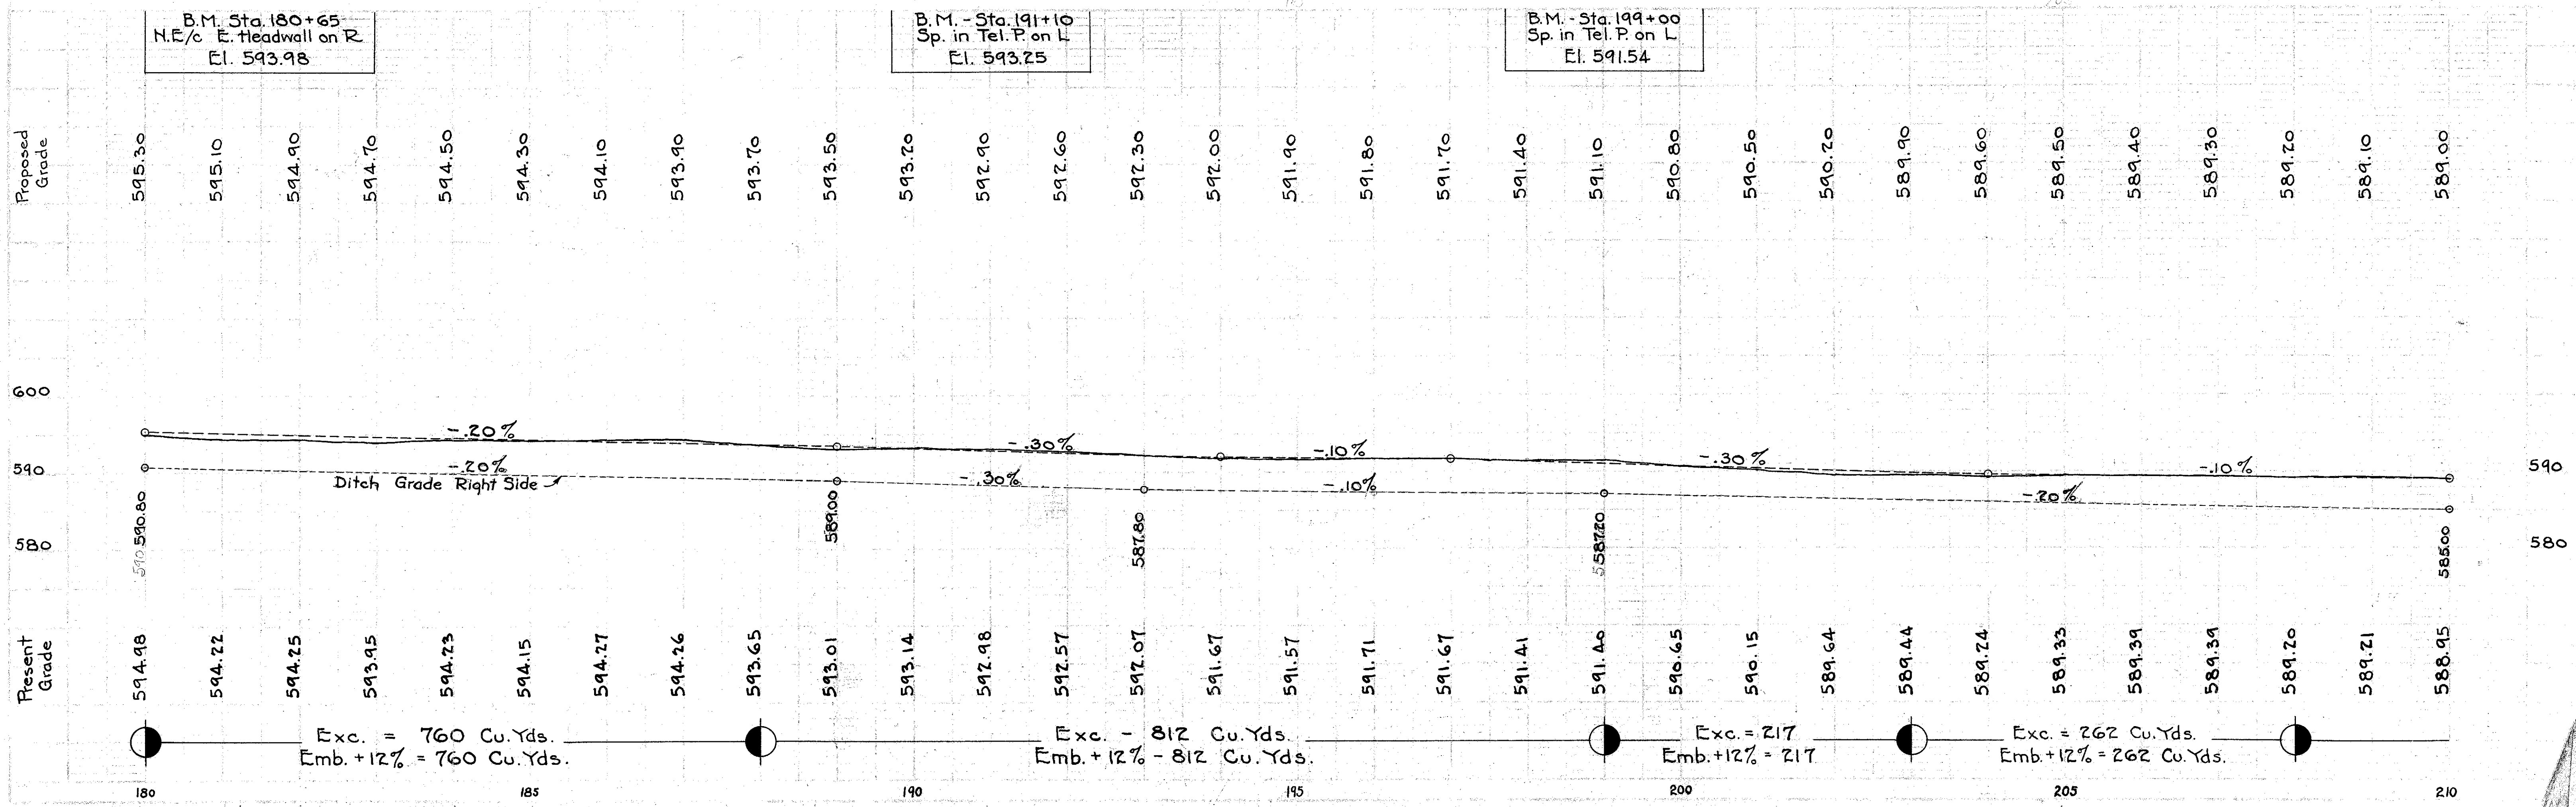 B.M. Sta. 180+65
N.E/c E. Headwall on R
El. 593.98
B.M. - Sta. 191+10
Sp. in Tel. P. on L
El. 593.25
B.M. - Sta. 199+00
Sp. in Tel. P. on L
El. 591.54
Proposed
Grade
595.30 595.10 594.90 594.70 594.50 594.30 594.10 593.90 593.70 593.50 593.20 592.90 592.60 592.30 592.00 591.90 591.80 591.70 591.40 591.10 590.80 590.50 590.20 589.90 589.60 589.50 589.40 589.30 589.20 589.10 589.00
600
-.20% -.30% -.10% -.30% -.10%
590 590
-.20% -.30% -.10% -.20%
Ditch Grade Right Side
590.80 589.00 587.80 587.20 585.00
580 580
Present
Grade
594.98 594.22 594.25 593.95 594.23 594.15 594.27 594.26 593.65 593.01 593.14 592.98 592.57 592.07 591.67 591.57 591.71 591.67 591.41 591.40 590.65 590.15 589.64 589.44 589.24 589.33 589.39 589.39 589.20 589.21 588.95
Exc. = 760 Cu. Yds.
Emb. +12% = 760 Cu. Yds.
Exc. - 812 Cu. Yds.
Emb. + 12% - 812 Cu. Yds.
Exc. = 217
Emb. +12% = 217
Exc. = 262 Cu. Yds.
Emb. +12% = 262 Cu. Yds.
180 185 190 195 200 205 210